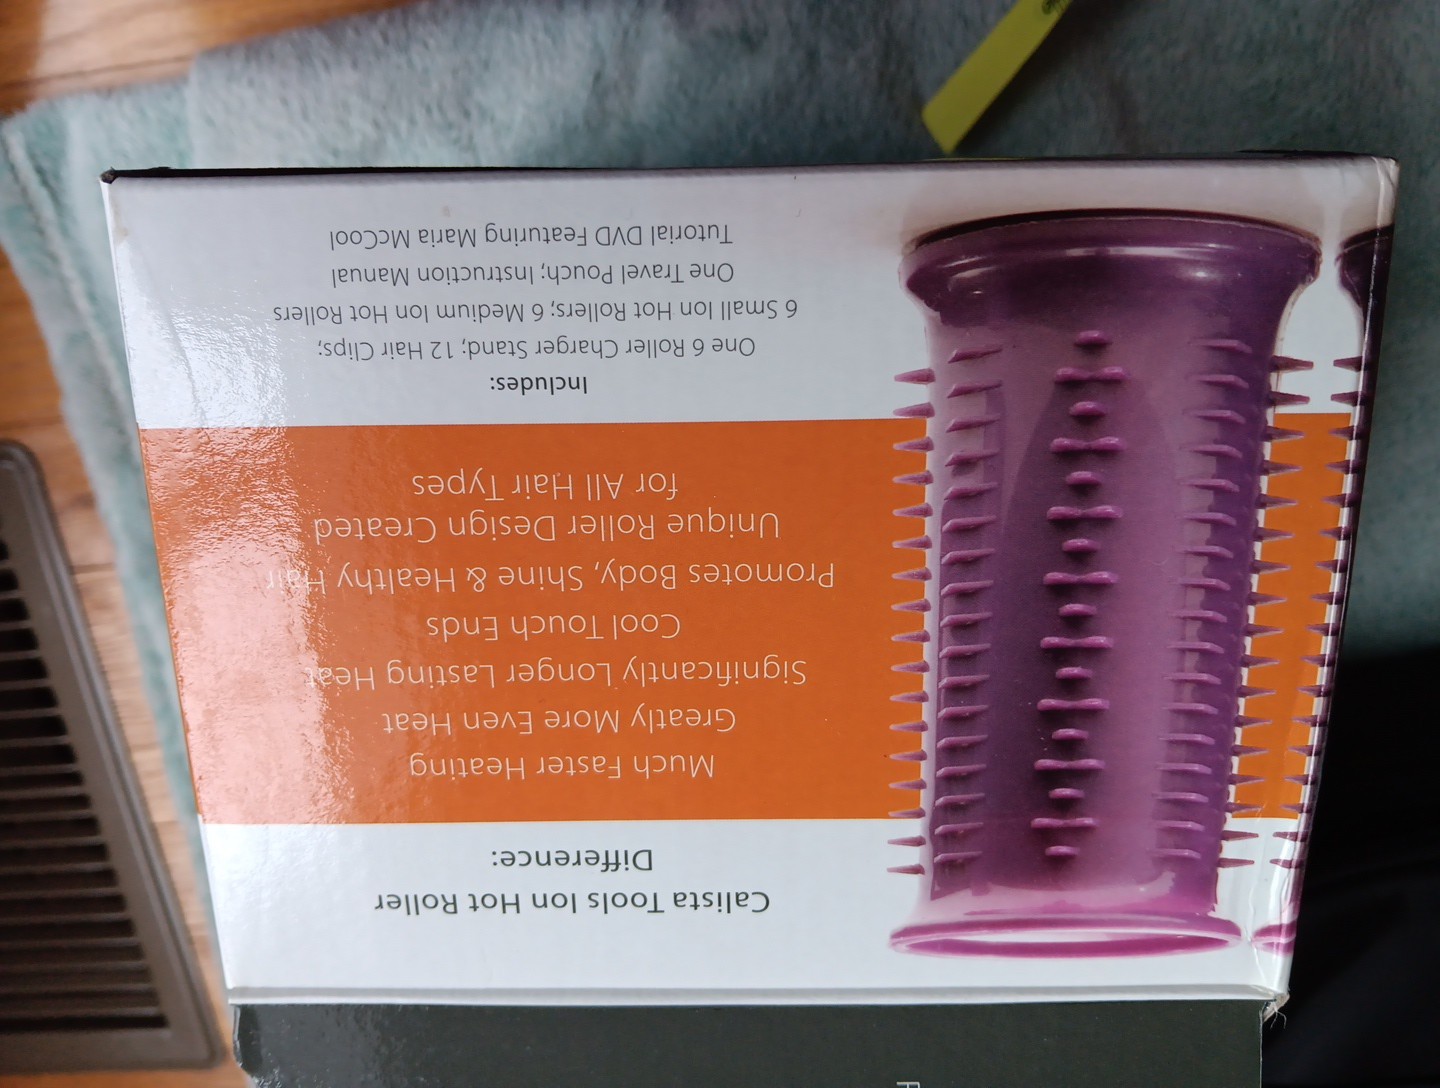 Calista Tools Ion Hot Roller
Difference:
Much Faster Heating
Greatly More Even Heat
Significantly Longer Lasting Heat
Cool Touch Ends
Promotes Body, Shine & Healthy Hair
Unique Roller Design Created
for All Hair Types
Includes:
One 6 Roller Charger Stand; 12 Hair Clips;
6 Small Ion Hot Rollers; 6 Medium Ion Hot Rollers
One Travel Pouch; Instruction Manual
Tutorial DVD Featuring Maria McCool